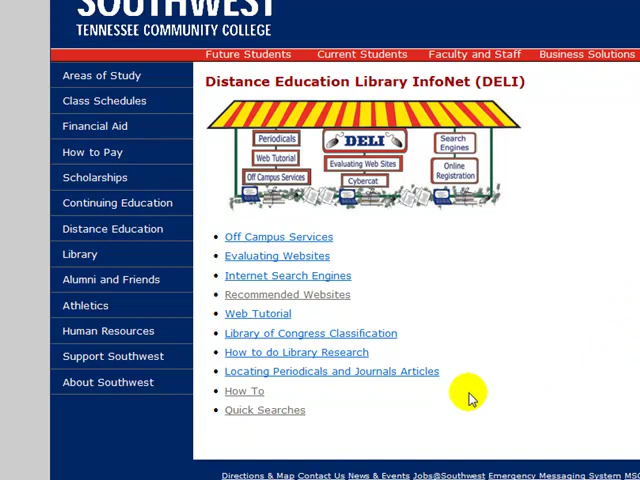 SOUTHWEST
TENNESSEE COMMUNITY COLLEGE
Future Students Current Students Faculty and Staff Business Solutions
Areas of Study
Class Schedules
Financial Aid
How to Pay
Scholarships
Continuing Education
Distance Education
Library
Alumni and Friends
Athletics
Human Resources
Support Southwest
About Southwest
Distance Education Library InfoNet (DELI)
Periodicals
Web Tutorial
Off Campus Services
DELI
Evaluating Web Sites
Cybercat
Search
Engines
Online
Registration
Off Campus Services
Evaluating Websites
Internet Search Engines
Recommended Websites
Web Tutorial
Library of Congress Classification
How to do Library Research
Locating Periodicals and Journals Articles
How To
Quick Searches
Directions & Map Contact Us News & Events Jobs@Southwest Emergency Messaging System MSC